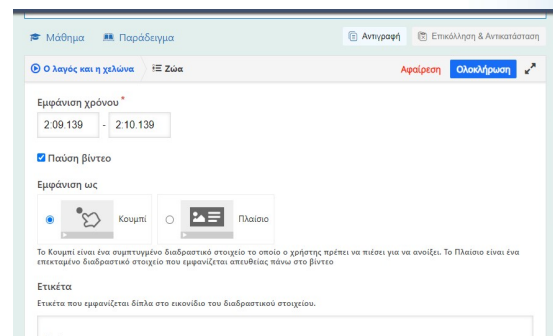 Μάθημα Παράδειγμα Αντιγραφή Επικόλληση & Αντικατάσταση
Ο λαγός και η χελώνα Ζώα Αφαίρεση Ολοκλήρωση
Εμφάνιση χρόνου *
2:09.139 - 2:10.139
Παύση βίντεο
Εμφάνιση ως
Κουμπί Πλαίσιο
Το Κουμπί είναι ένα συμπτυγμένο διαδραστικό στοιχείο το οποίο ο χρήστης πρέπει να πιέσει για να ανοίξει. Το Πλαίσιο είναι ένα
επεκταμένο διαδραστικό στοιχείο που εμφανίζεται απευθείας πάνω στο βίντεο
Ετικέτα
Ετικέτα που εμφανίζεται δίπλα στο εικονίδιο του διαδραστικού στοιχείου.